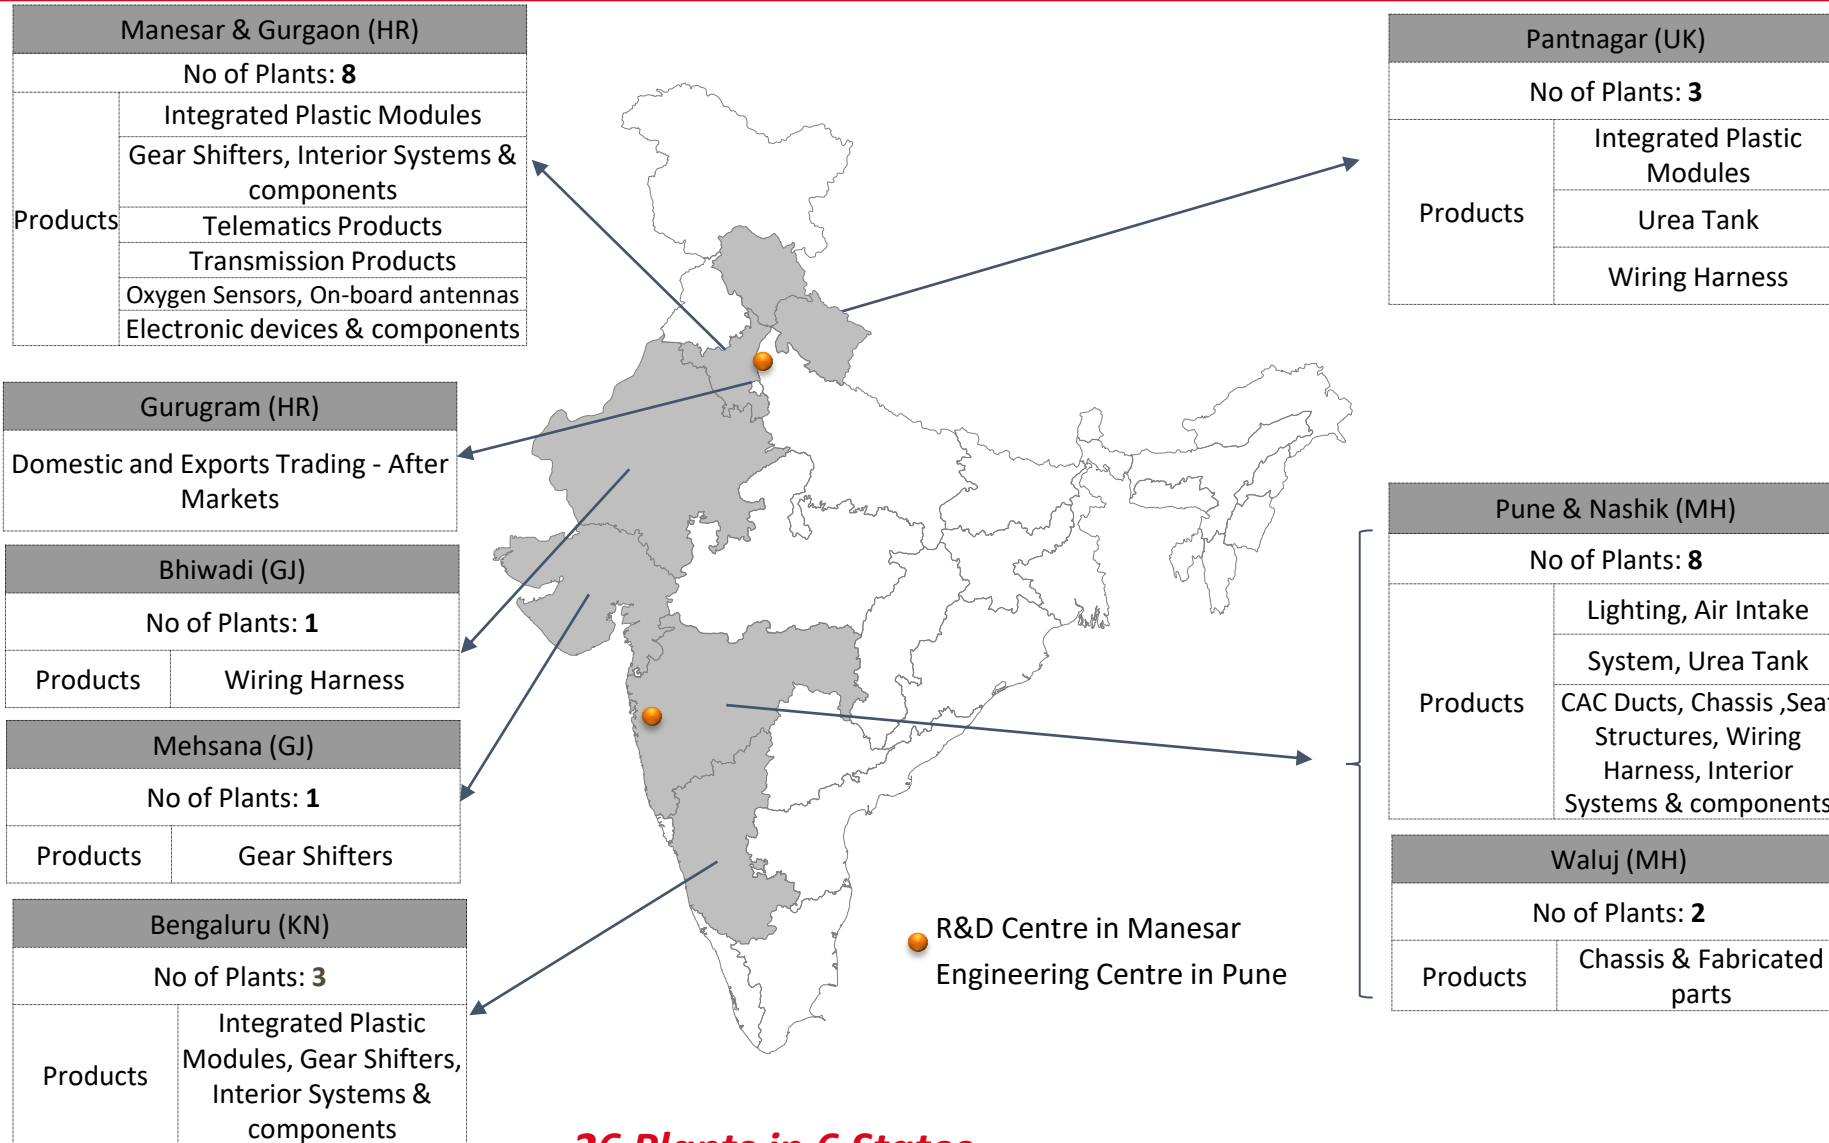 Manesar & Gurgaon (HR)
No of Plants: 8
Products
Integrated Plastic Modules
Gear Shifters, Interior Systems &
components
Telematics Products
Transmission Products
Oxygen Sensors, On-board antennas
Electronic devices & components
Gurugram (HR)
Domestic and Exports Trading - After
Markets
Bhiwadi (GJ)
No of Plants: 1
Products
Wiring Harness
Mehsana (GJ)
No of Plants: 1
Products
Gear Shifters
Bengaluru (KN)
No of Plants: 3
Products
Integrated Plastic
Modules, Gear Shifters,
Interior Systems &
components
R&D Centre in Manesar
Engineering Centre in Pune
Pantnagar (UK)
No of Plants: 3
Products
Integrated Plastic
Modules
Urea Tank
Wiring Harness
Pune & Nashik (MH)
No of Plants: 8
Products
Lighting, Air Intake
System, Urea Tank
CAC Ducts, Chassis ,Seat
Structures, Wiring
Harness, Interior
Systems & components
Waluj (MH)
No of Plants: 2
Products
Chassis & Fabricated
parts
26 Plants in 6 States